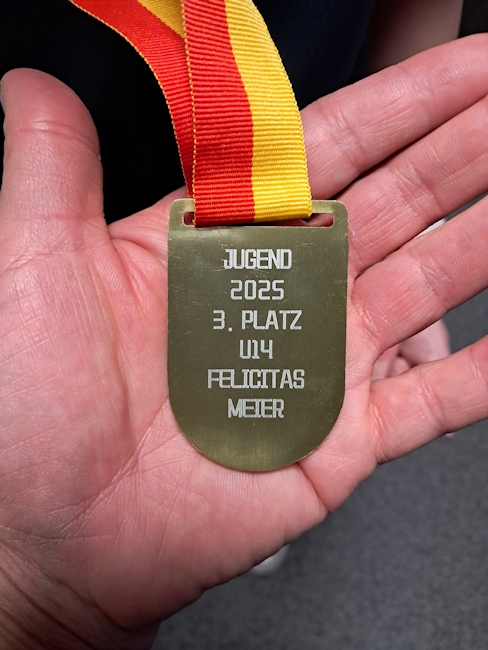 JUGEND
2025
3. PLATZ
U14
FELICITAS
MEIER